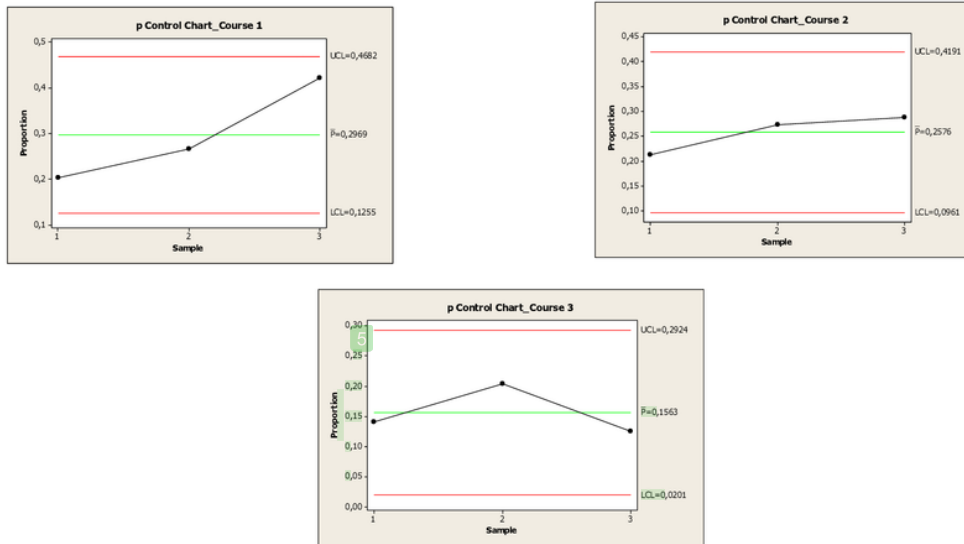 p Control Chart_Course 1
0,5
0,4
0,3
0,2
0,1
Proportion
UCL=0,4682
P̄=0,2969
LCL=0,1255
1 2 3
Sample
p Control Chart_Course 2
0,45
0,40
0,35
0,30
0,25
0,20
0,15
0,10
Proportion
UCL=0,4191
P̄=0,2576
LCL=0,0961
1 2 3
Sample
p Control Chart_Course 3
0,30
5
0,25
0,20
0,15
0,10
0,05
0,00
Proportion
UCL=0,2924
P̄=0,1563
LCL=0,0201
1 2 3
Sample